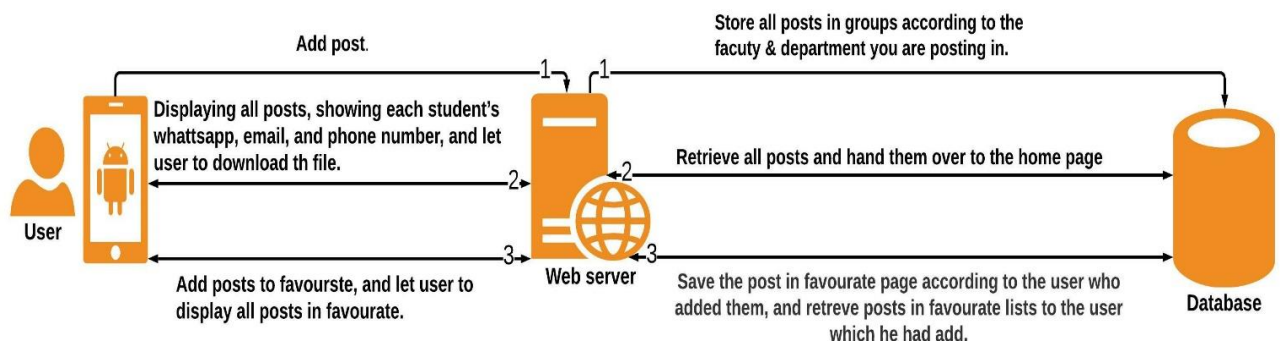 Add post.
1
Displaying all posts, showing each student's
whattsapp, email, and phone number, and let
user to download th file.
2
3
Add posts to favourste, and let user to
display all posts in favourate.
User
Web server
Store all posts in groups according to the
facuty & department you are posting in.
1
Retrieve all posts and hand them over to the home page
2
3
Save the post in favourate page according to the user who
added them, and retreve posts in favourate lists to the user
which he had add.
Database